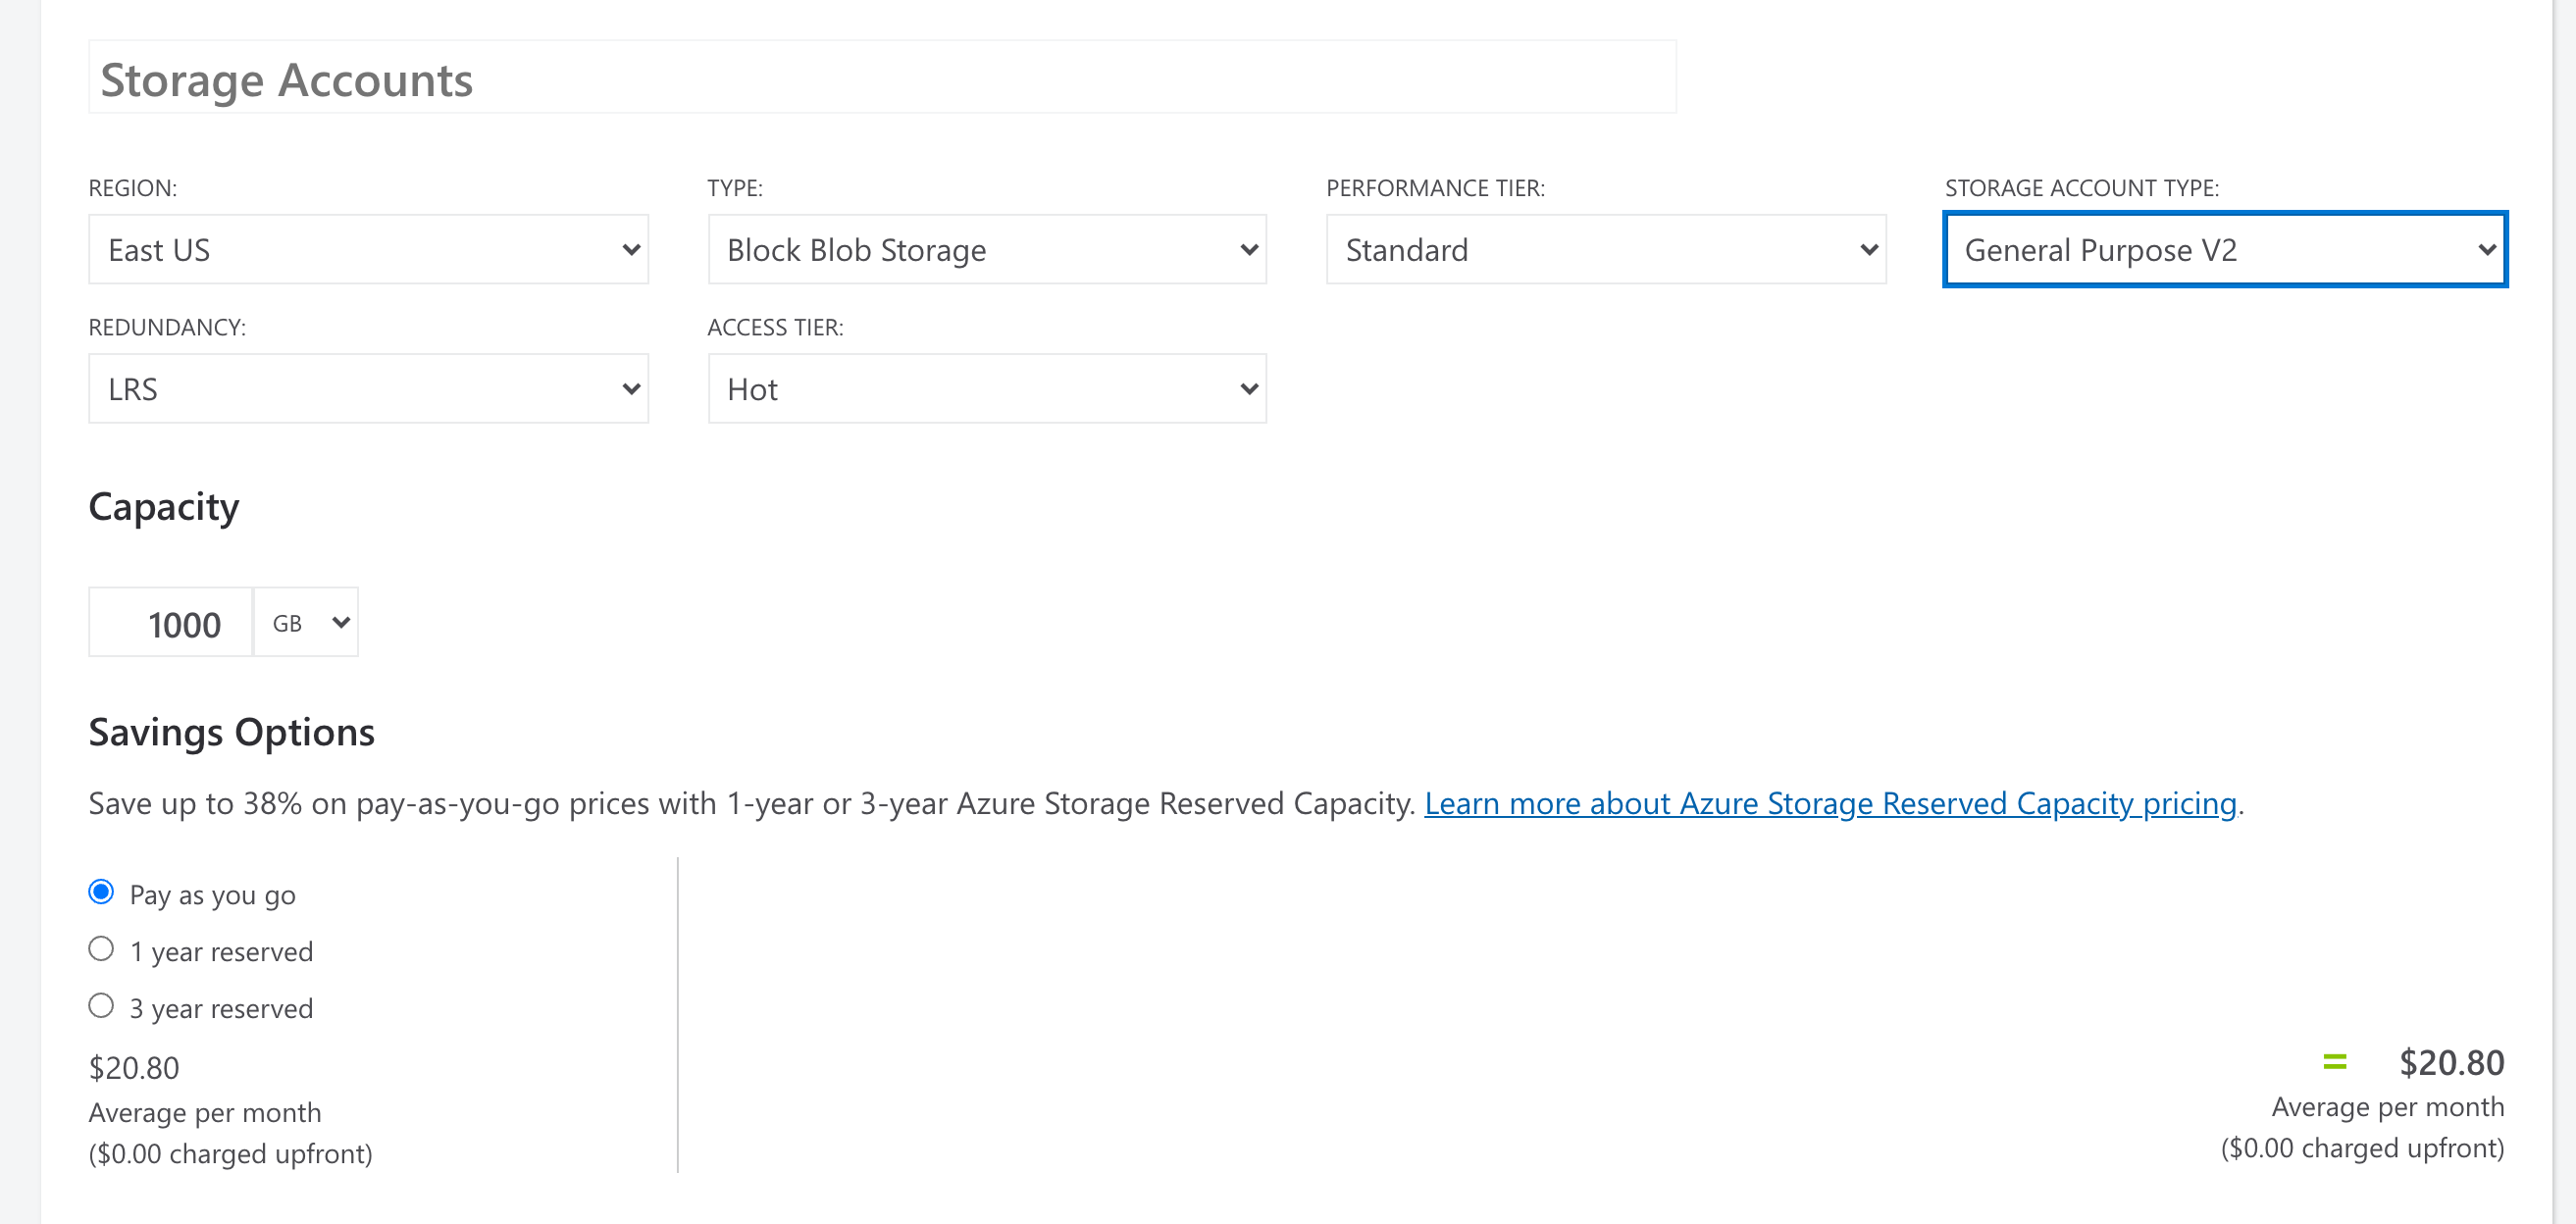 Storage Accounts
REGION: TYPE: PERFORMANCE TIER: STORAGE ACCOUNT TYPE:
East US Block Blob Storage Standard General Purpose V2
REDUNDANCY: ACCESS TIER:
LRS Hot
Capacity
1000 GB
Savings Options
Save up to 38% on pay-as-you-go prices with 1-year or 3-year Azure Storage Reserved Capacity. Learn more about Azure Storage Reserved Capacity pricing.
Pay as you go
1 year reserved
3 year reserved
$20.80
Average per month
($0.00 charged upfront)
= $20.80
Average per month
($0.00 charged upfront)